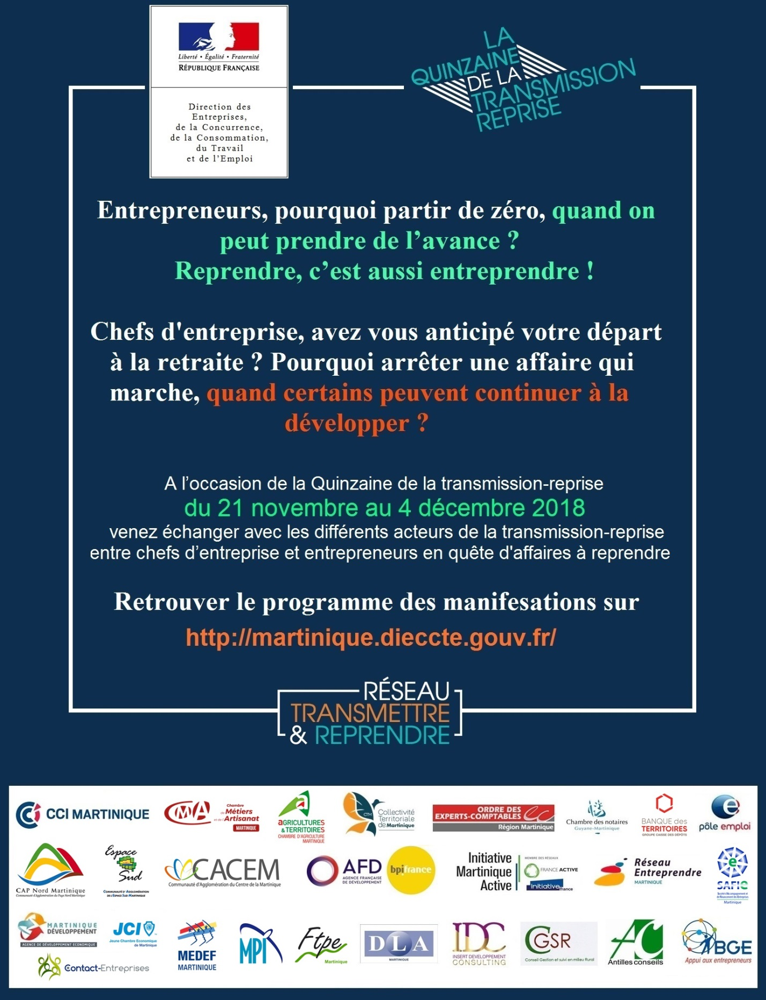 Liberté • Égalité • Fraternité
RÉPUBLIQUE FRANÇAISE
Direction des
Entreprises,
de la Concurrence,
de la Consommation,
du Travail
et de l'Emploi
LA
QUINZAINE
DE LA
TRANSMISSION
REPRISE
Entrepreneurs, pourquoi partir de zéro, quand on
peut prendre de l’avance ?
Reprendre, c’est aussi entreprendre !
Chefs d'entreprise, avez vous anticipé votre départ
à la retraite ? Pourquoi arrêter une affaire qui
marche, quand certains peuvent continuer à la
développer ?
A l’occasion de la Quinzaine de la transmission-reprise
du 21 novembre au 4 décembre 2018
venez échanger avec les différents acteurs de la transmission-reprise
entre chefs d’entreprise et entrepreneurs en quête d'affaires à reprendre
Retrouver le programme des manifesations sur
http://martinique.dieccte.gouv.fr/
RÉSEAU
TRANSMETTRE
& REPRENDRE
CCI MARTINIQUE
CMA
Chambre
de Métiers
et de l'Artisanat
MARTINIQUE
aGRICULTURES
& TERRITOIRES
CHAMBRE D'AGRICULTURE
MARTINIQUE
CTM
Collectivité
Territoriale
de Martinique
ORDRE DES
EXPERTS-COMPTABLES
Région Martinique
Chambre des notaires
Guyane-Martinique
BANQUE des
TERRITOIRES
GROUPE CAISSE DES DÉPÔTS
pôle emploi
CAP Nord Martinique
Communauté d'Agglomération du Pays Nord Martinique
Espace
Sud
COMMUNAUTÉ D'AGGLOMÉRATION
DE L'ESPACE SUD MARTINIQUE
CACEM
Communauté d'Agglomération du Centre de la Martinique
AFD
AGENCE FRANÇAISE
DE DÉVELOPPEMENT
bpifrance
Initiative
Martinique
Active
MEMBRE DES RÉSEAUX
FRANCE ACTIVE
initiative france
Réseau
Entreprendre
MARTINIQUE
SAFIe
Société d'Accompagnement et
de Financement des Entreprises
Martinique
MARTINIQUE
DÉVELOPPEMENT
AGENCE DE DÉVELOPPEMENT ECONOMIQUE
JCI
Jeune Chambre Economique
de Martinique
Contact-Entreprises
MEDEF
MARTINIQUE
MPI
Ftpe
Martinique
DLA
MARTINIQUE
IDC
INSERT DEVELOPPEMENT
CONSULTING
CGSR
Conseil Gestion et suivi en milieu Rural
AC
Antilles conseils
BGE
Appui aux entrepreneurs